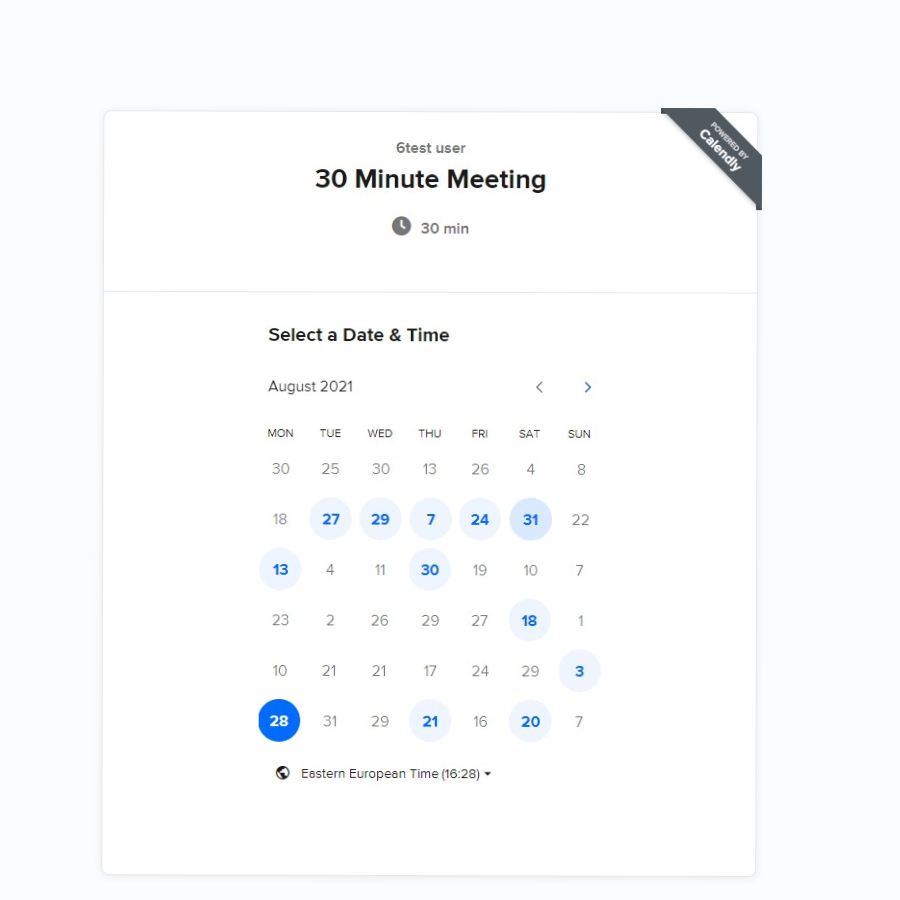 POWERED BY
Calendly
6test user
30 Minute Meeting
30 min
Select a Date & Time
August 2021
MON TUE WED THU FRI SAT SUN
30 25 30 13 26 4 8
18 27 29 7 24 31 22
13 4 11 30 19 10 7
23 2 26 29 27 18 1
10 21 21 17 24 29 3
28 31 29 21 16 20 7
Eastern European Time (16:28)